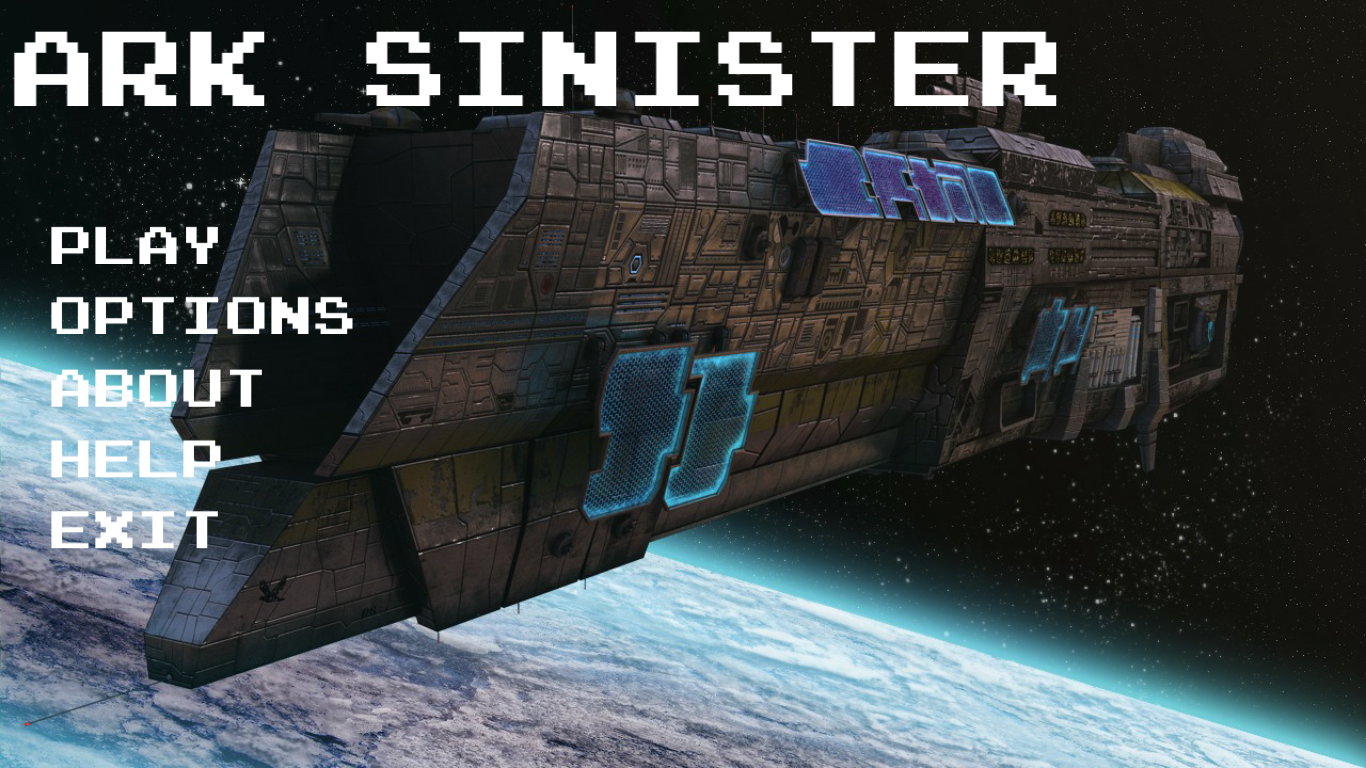 ARK SINISTER
PLAY
OPTIONS
ABOUT
HELP
EXIT